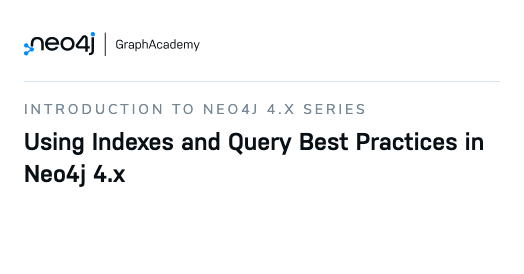 neo4j | GraphAcademy
INTRODUCTION TO NEO4J 4.X SERIES
Using Indexes and Query Best Practices in
Neo4j 4.x